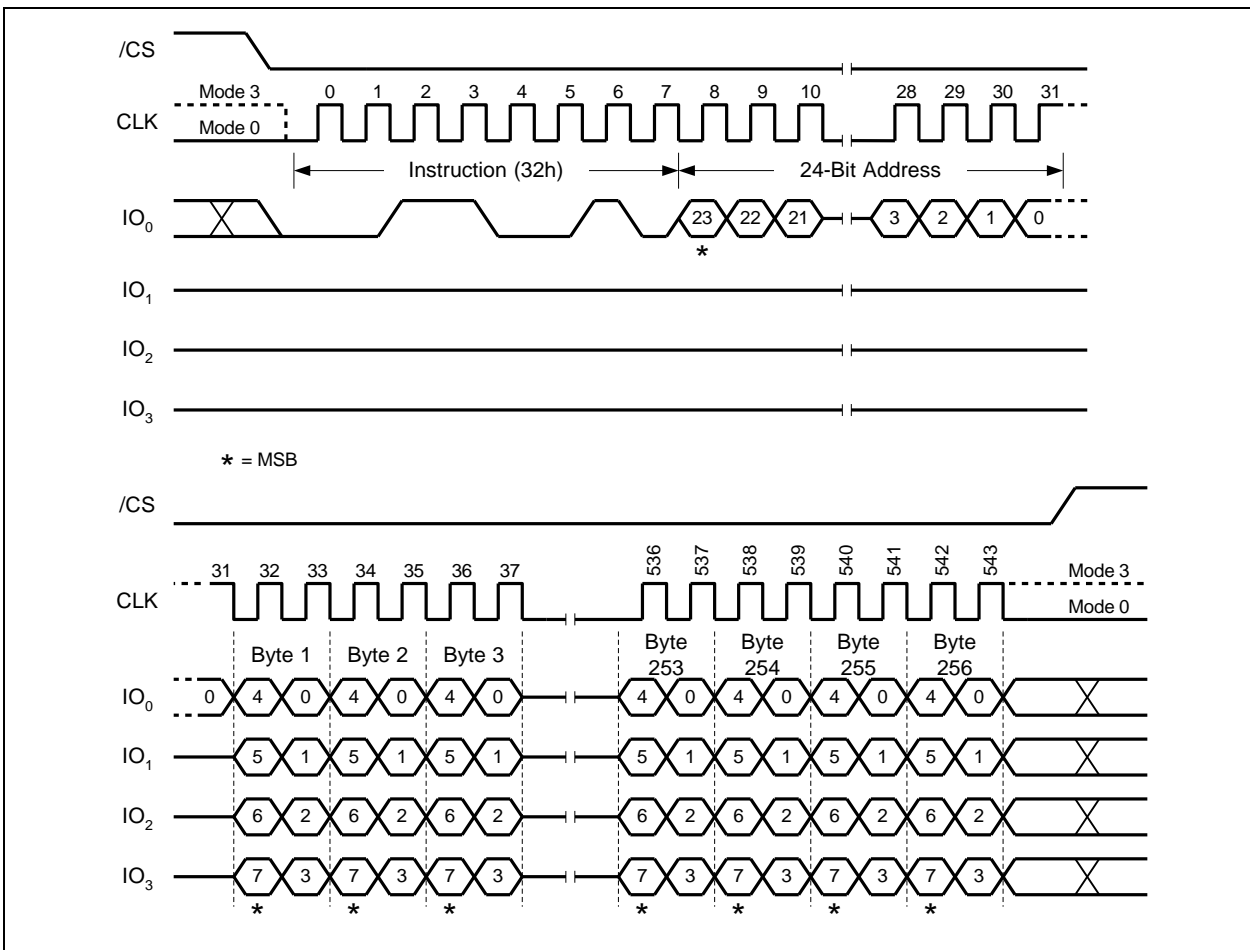 /CS
Mode 3 0 1 2 3 4 5 6 7 8 9 10 28 29 30 31
CLK
Mode 0
Instruction (32h) 24-Bit Address
IO0 23 22 21 3 2 1 0
*
IO1
IO2
IO3
* = MSB
/CS
31 32 33 34 35 36 37 536 537 538 539 540 541 542 543 Mode 3
CLK
Mode 0
Byte 1 Byte 2 Byte 3 Byte 253 Byte 254 Byte 255 Byte 256
IO0 0 4 0 4 0 4 0 4 0 4 0 4 0 4 0
IO1 5 1 5 1 5 1 5 1 5 1 5 1 5 1
IO2 6 2 6 2 6 2 6 2 6 2 6 2 6 2
IO3 7 3 7 3 7 3 7 3 7 3 7 3 7 3
* * * * * * *